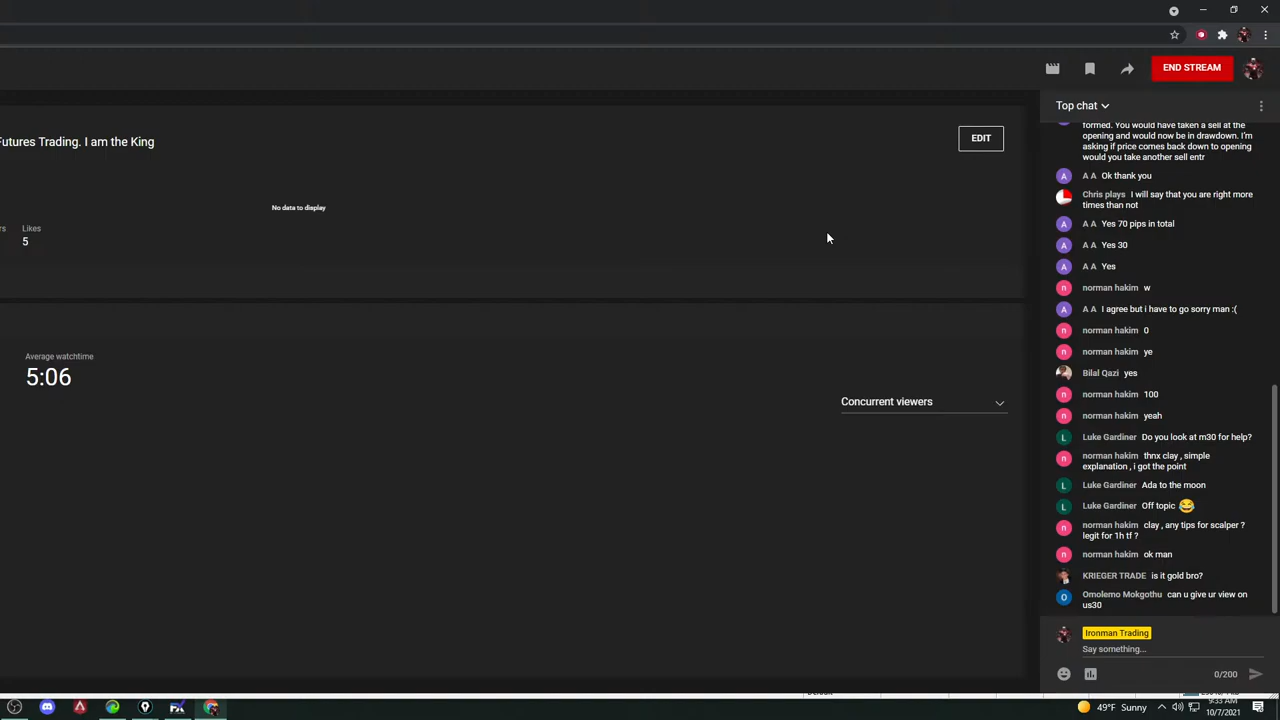 END STREAM
Top chat
formed. You would have taken a sell at the
opening and would now be in drawdown. I'm
asking if price comes back down to opening
would you take another sell entr
A A Ok thank you
Chris plays I will say that you are right more
times than not
A A Yes 70 pips in total
A A Yes 30
A A Yes
norman hakim w
A A I agree but i have to go sorry man :(
norman hakim 0
norman hakim ye
Bilal Qazi yes
norman hakim 100
norman hakim yeah
Luke Gardiner Do you look at m30 for help?
norman hakim thnx clay , simple
explanation , i got the point
Luke Gardiner Ada to the moon
Luke Gardiner Off topic 😂
norman hakim clay , any tips for scalper ?
legit for 1h tf ?
norman hakim ok man
KRIEGER TRADE is it gold bro?
Omolemo Mokgothu can u give ur view on
us30
Ironman Trading
Say something...
0/200
Futures Trading. I am the King
EDIT
No data to display
rs Likes
5
Average watchtime
5:06
Concurrent viewers
49°F Sunny
9:33 AM
10/7/2021